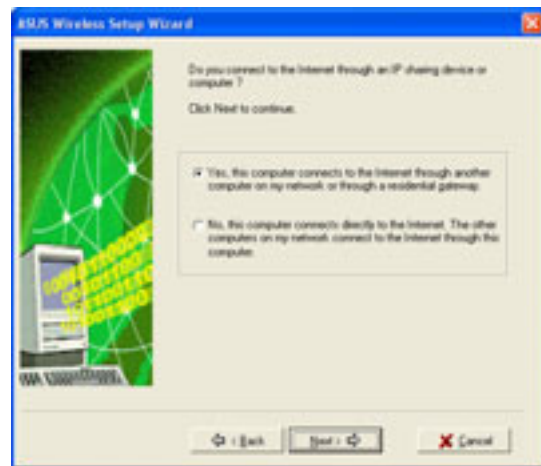 ASUS Wireless Setup Wizard
Do you connect to the Internet through an IP sharing device or
computer ?
Click Next to continue.
Yes, this computer connects to the Internet through another
computer on my network or through a residential gateway.
No, this computer connects directly to the Internet. The other
computers on my network connect to the Internet through this
computer.
< Back
Next >
Cancel